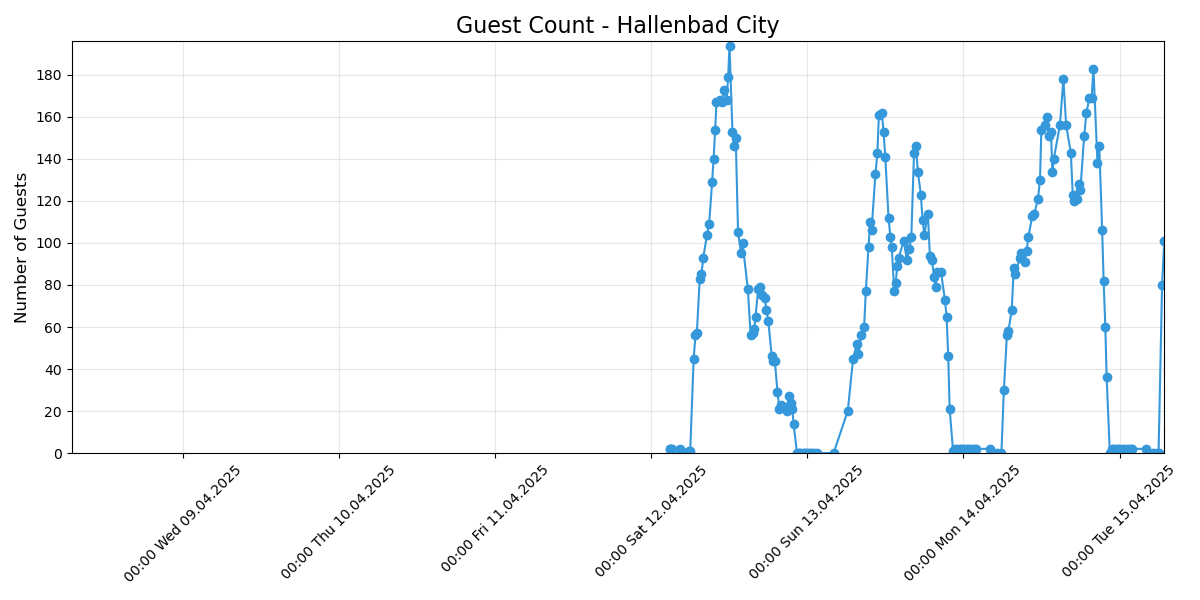 Guest Count - Hallenbad City
Number of Guests
180
160
140
120
100
80
60
40
20
0
00:00 Wed 09.04.2025
00:00 Thu 10.04.2025
00:00 Fri 11.04.2025
00:00 Sat 12.04.2025
00:00 Sun 13.04.2025
00:00 Mon 14.04.2025
00:00 Tue 15.04.2025